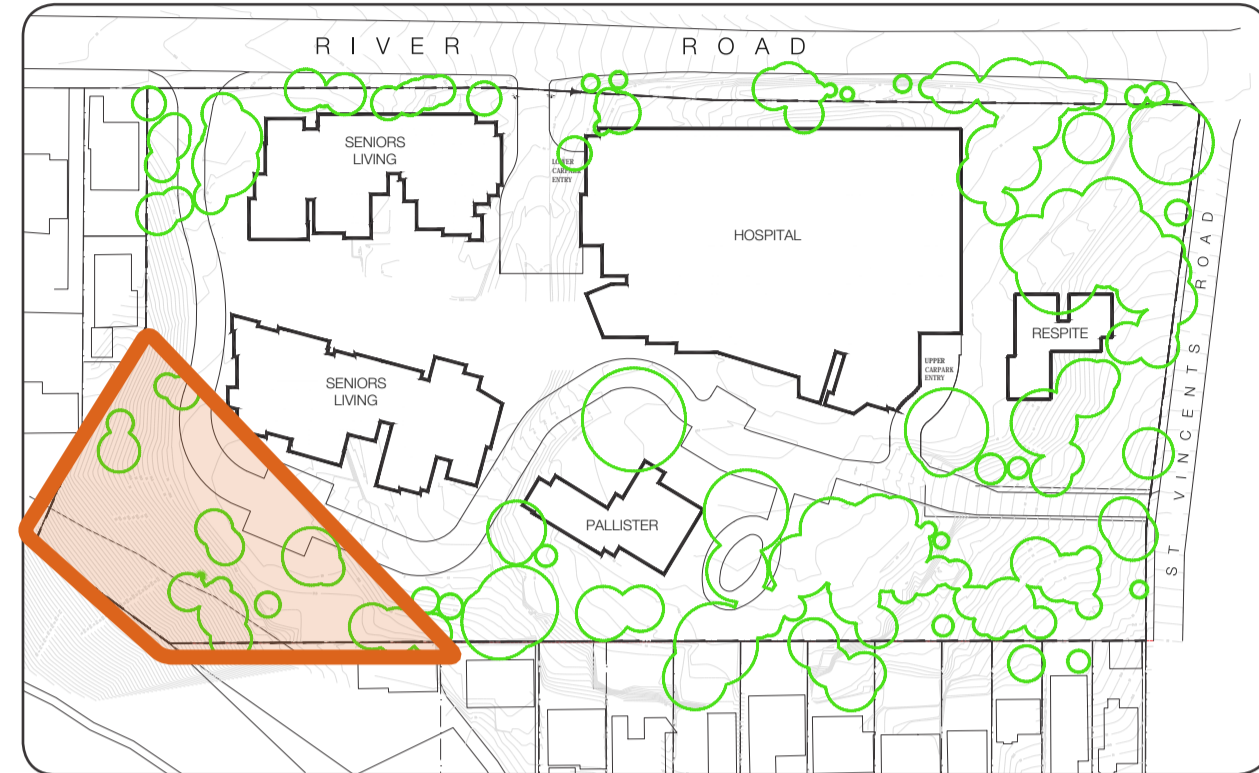 RIVER ROAD
SENIORS
LIVING
LOWER
CARPARK
ENTRY
HOSPITAL
ST VINCENTS ROAD
RESPITE
UPPER
CARPARK
ENTRY
SENIORS
LIVING
PALLISTER